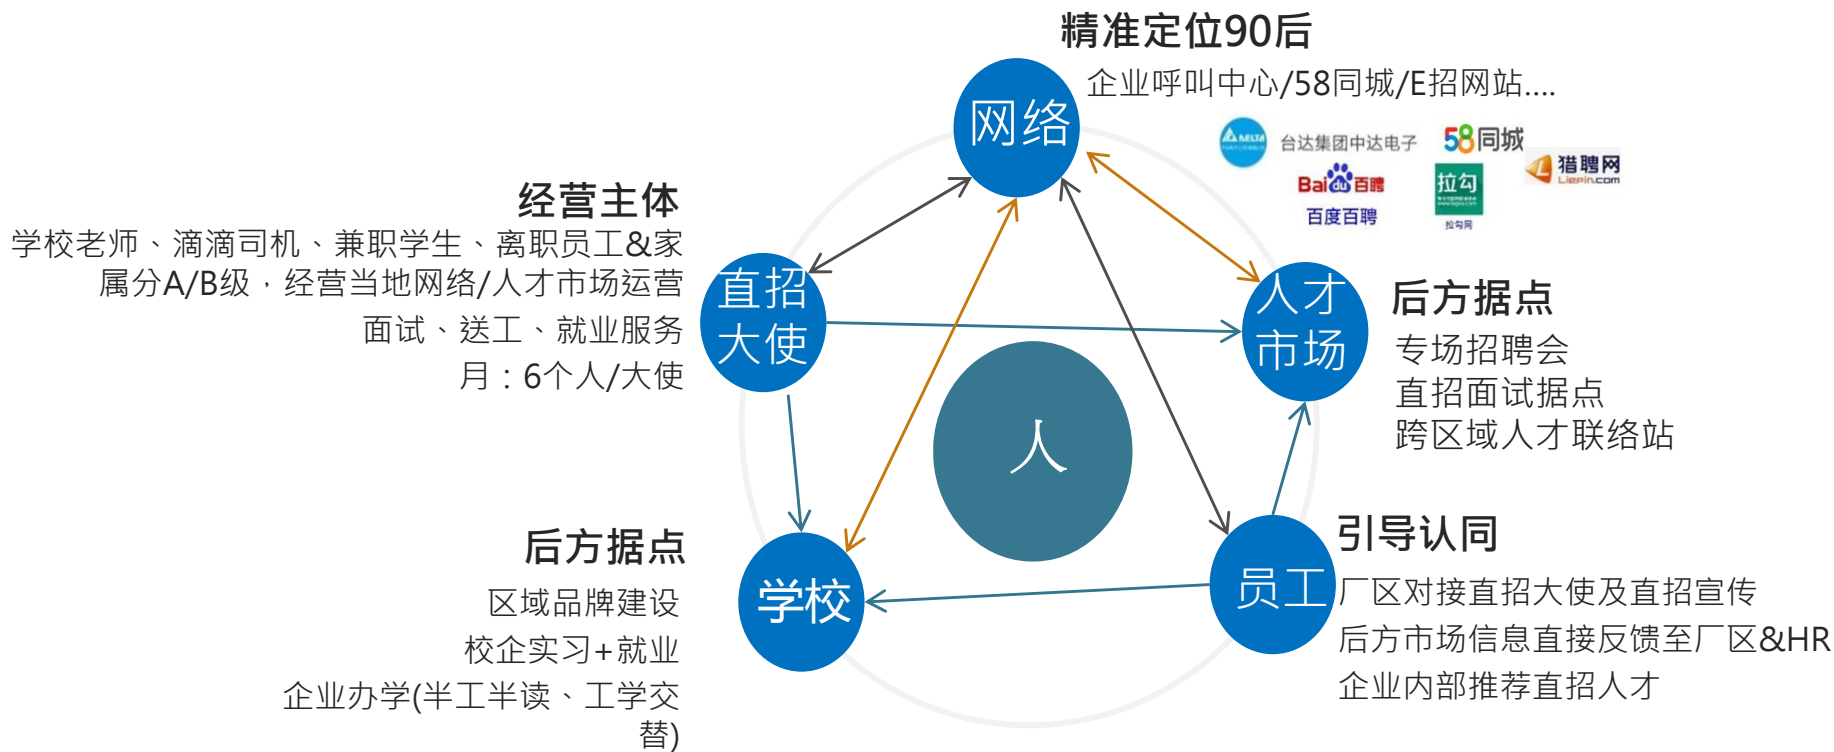 精准定位90后
企业呼叫中心/58同城/E招网站....
网络
DELTA
台达集团中达电子
58同城
猎聘网
Liepin.com
Bai du 百聘
百度百聘
拉勾
拉勾网
经营主体
学校老师、滴滴司机、兼职学生、离职员工&家
属分A/B级，经营当地网络/人才市场运营
面试、送工、就业服务
月：6个人/大使
直招
大使
人才
市场
后方据点
专场招聘会
直招面试据点
跨区域人才联络站
人
后方据点
区域品牌建设
校企实习+就业
企业办学(半工半读、工学交
替)
学校
员工
引导认同
厂区对接直招大使及直招宣传
后方市场信息直接反馈至厂区&HR
企业内部推荐直招人才